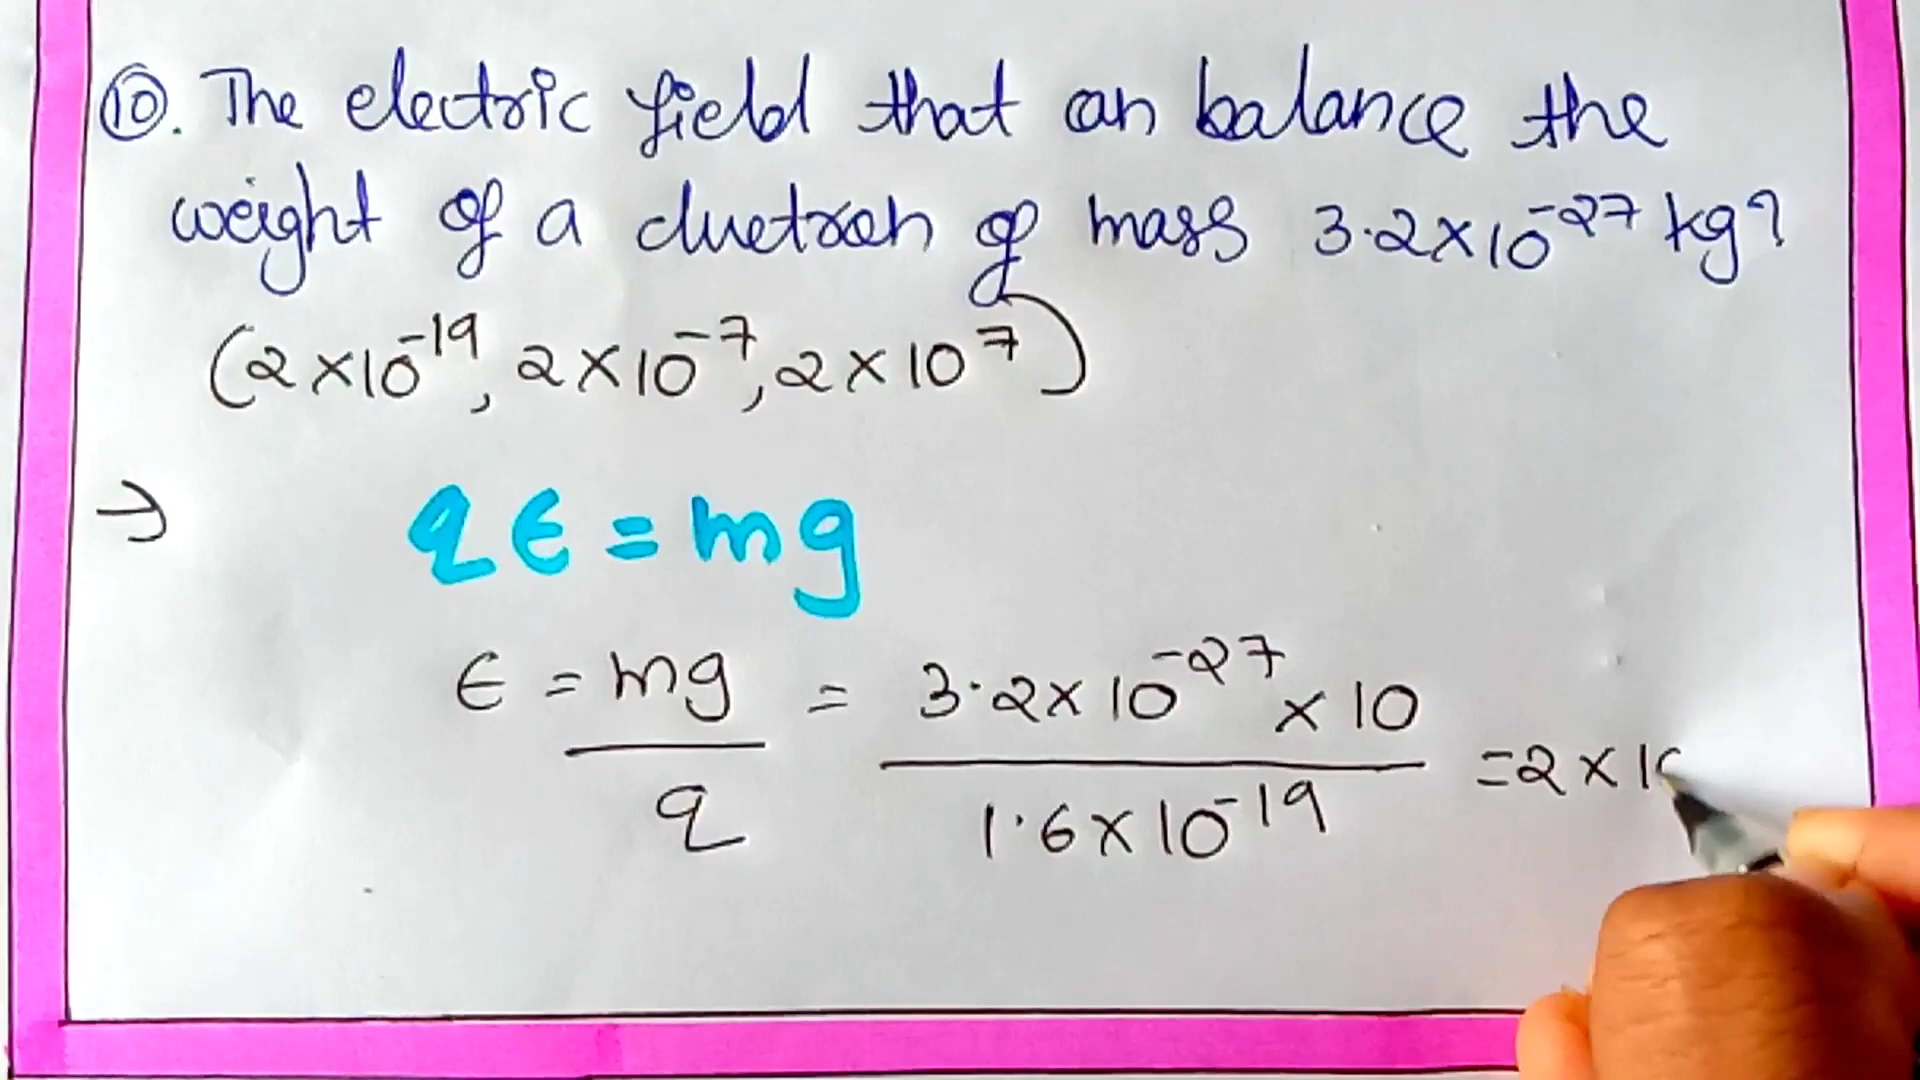 ⑩. The electric field that can balance the
weight of a duetron of mass 3.2×10⁻²⁷ kg?
(2×10⁻¹⁹, 2×10⁻⁷, 2×10⁷)
→ qE = mg
E = mg/q = 3.2×10⁻²⁷ × 10 / 1.6×10⁻¹⁹ = 2×10